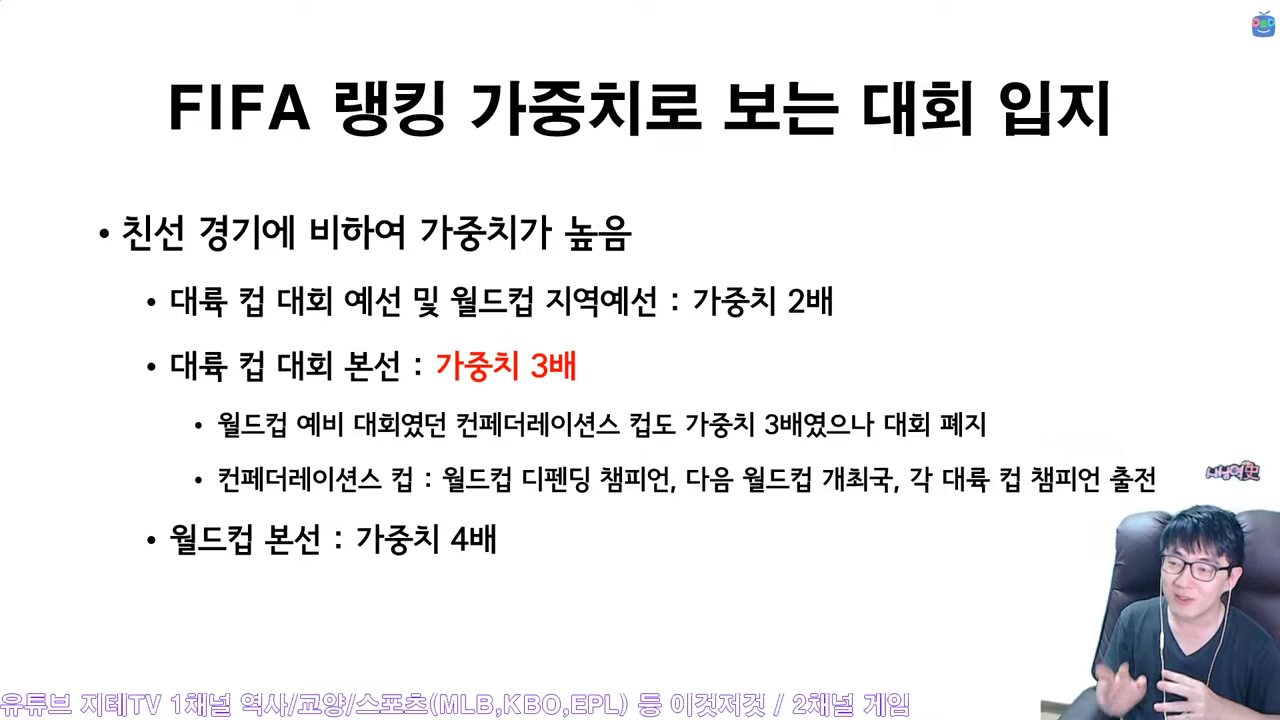 FIFA 랭킹 가중치로 보는 대회 입지
• 친선 경기에 비하여 가중치가 높음
• 대륙 컵 대회 예선 및 월드컵 지역예선 : 가중치 2배
• 대륙 컵 대회 본선 : 가중치 3배
• 월드컵 예비 대회였던 컨페더레이션스 컵도 가중치 3배였으나 대회 폐지
• 컨페더레이션스 컵 : 월드컵 디펜딩 챔피언, 다음 월드컵 개최국, 각 대륙 컵 챔피언 출전
• 월드컵 본선 : 가중치 4배
유튜브 지테TV 1채널 역사/교양/스포츠(MLB,KBO,EPL) 등 이것저것 / 2채널 게임